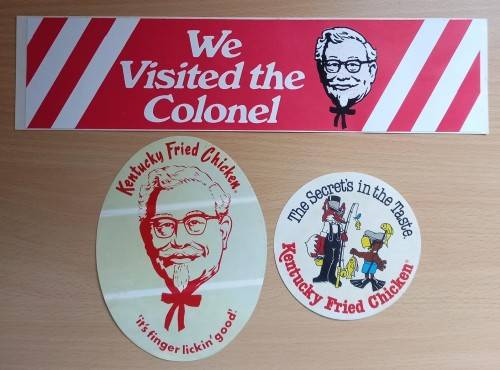 We
Visited the
Colonel
Kentucky Fried Chicken
"it's finger lickin' good!"
The Secret's in the Taste.
Kentucky Fried Chicken®